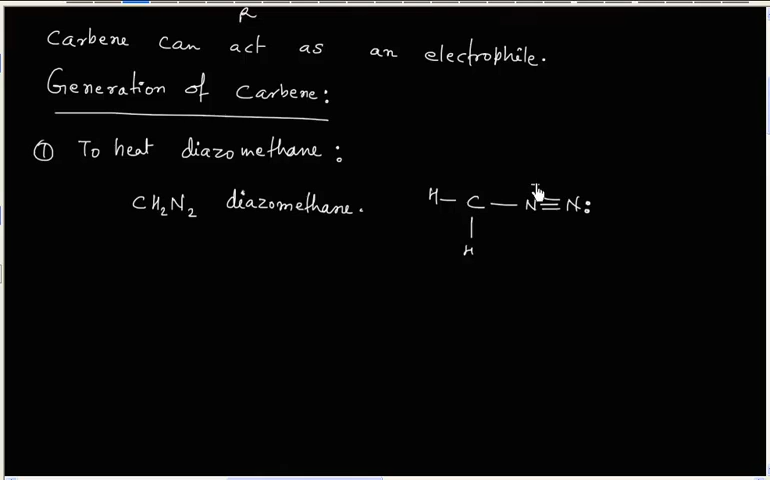 R
Carbene can act as an electrophile.
Generation of Carbene:
① To heat diazomethane:
CH₂N₂ diazomethane. H—C—N≡N:
H